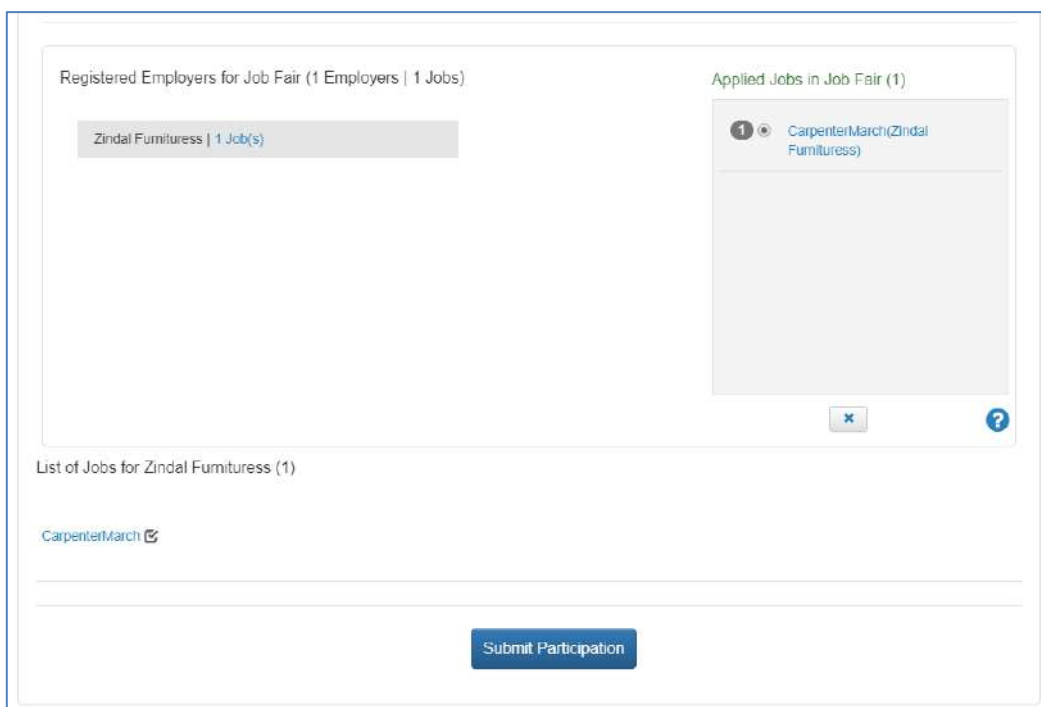 Registered Employers for Job Fair (1 Employers | 1 Jobs)
Zindal Furnituress | 1 Job(s)
Applied Jobs in Job Fair (1)
1 CarpenterMarch(Zindal
Furnituress)
?
List of Jobs for Zindal Furnituress (1)
CarpenterMarch
Submit Participation